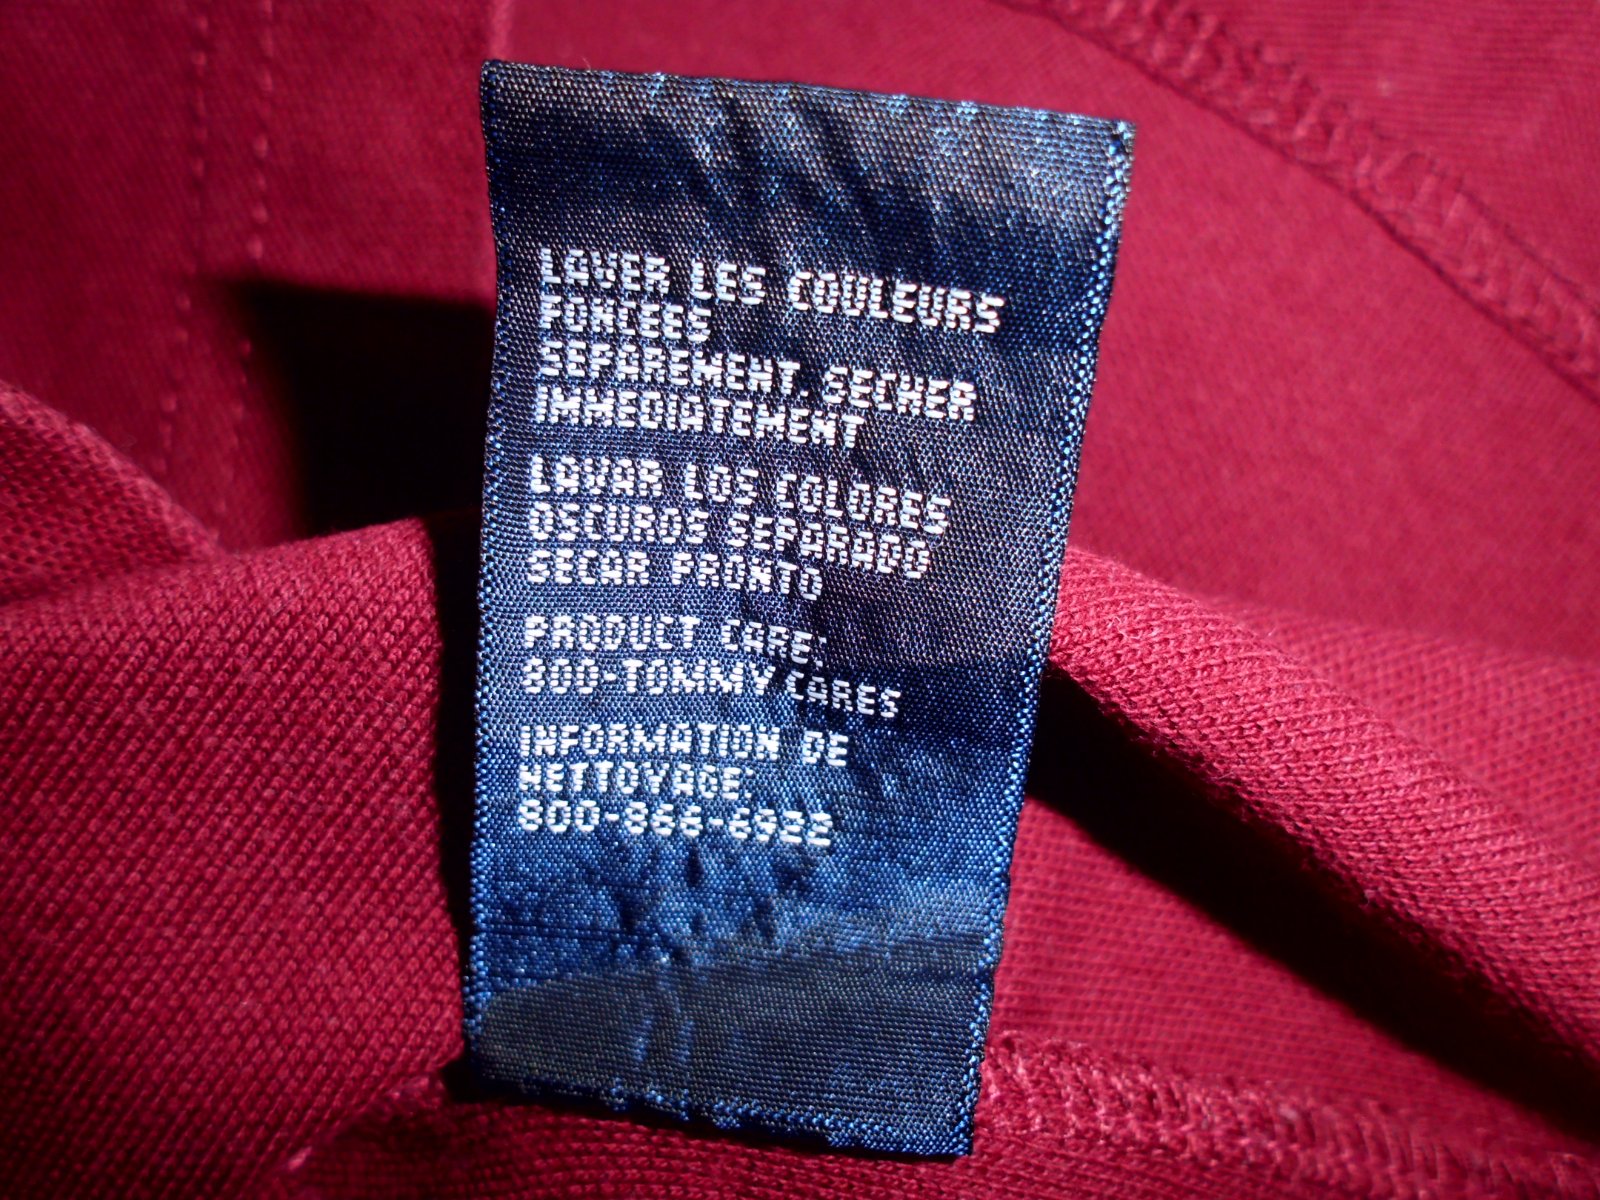 LAVER LES COULEURS
FONCEES
SEPAREMENT. SECHER
IMMEDIATEMENT
LAVAR LOS COLORES
OSCUROS SEPARADO
SECAR PRONTO
PRODUCT CARE:
800-TOMMY CARES
INFORMATION DE
NETTOYAGE:
800-866-6922